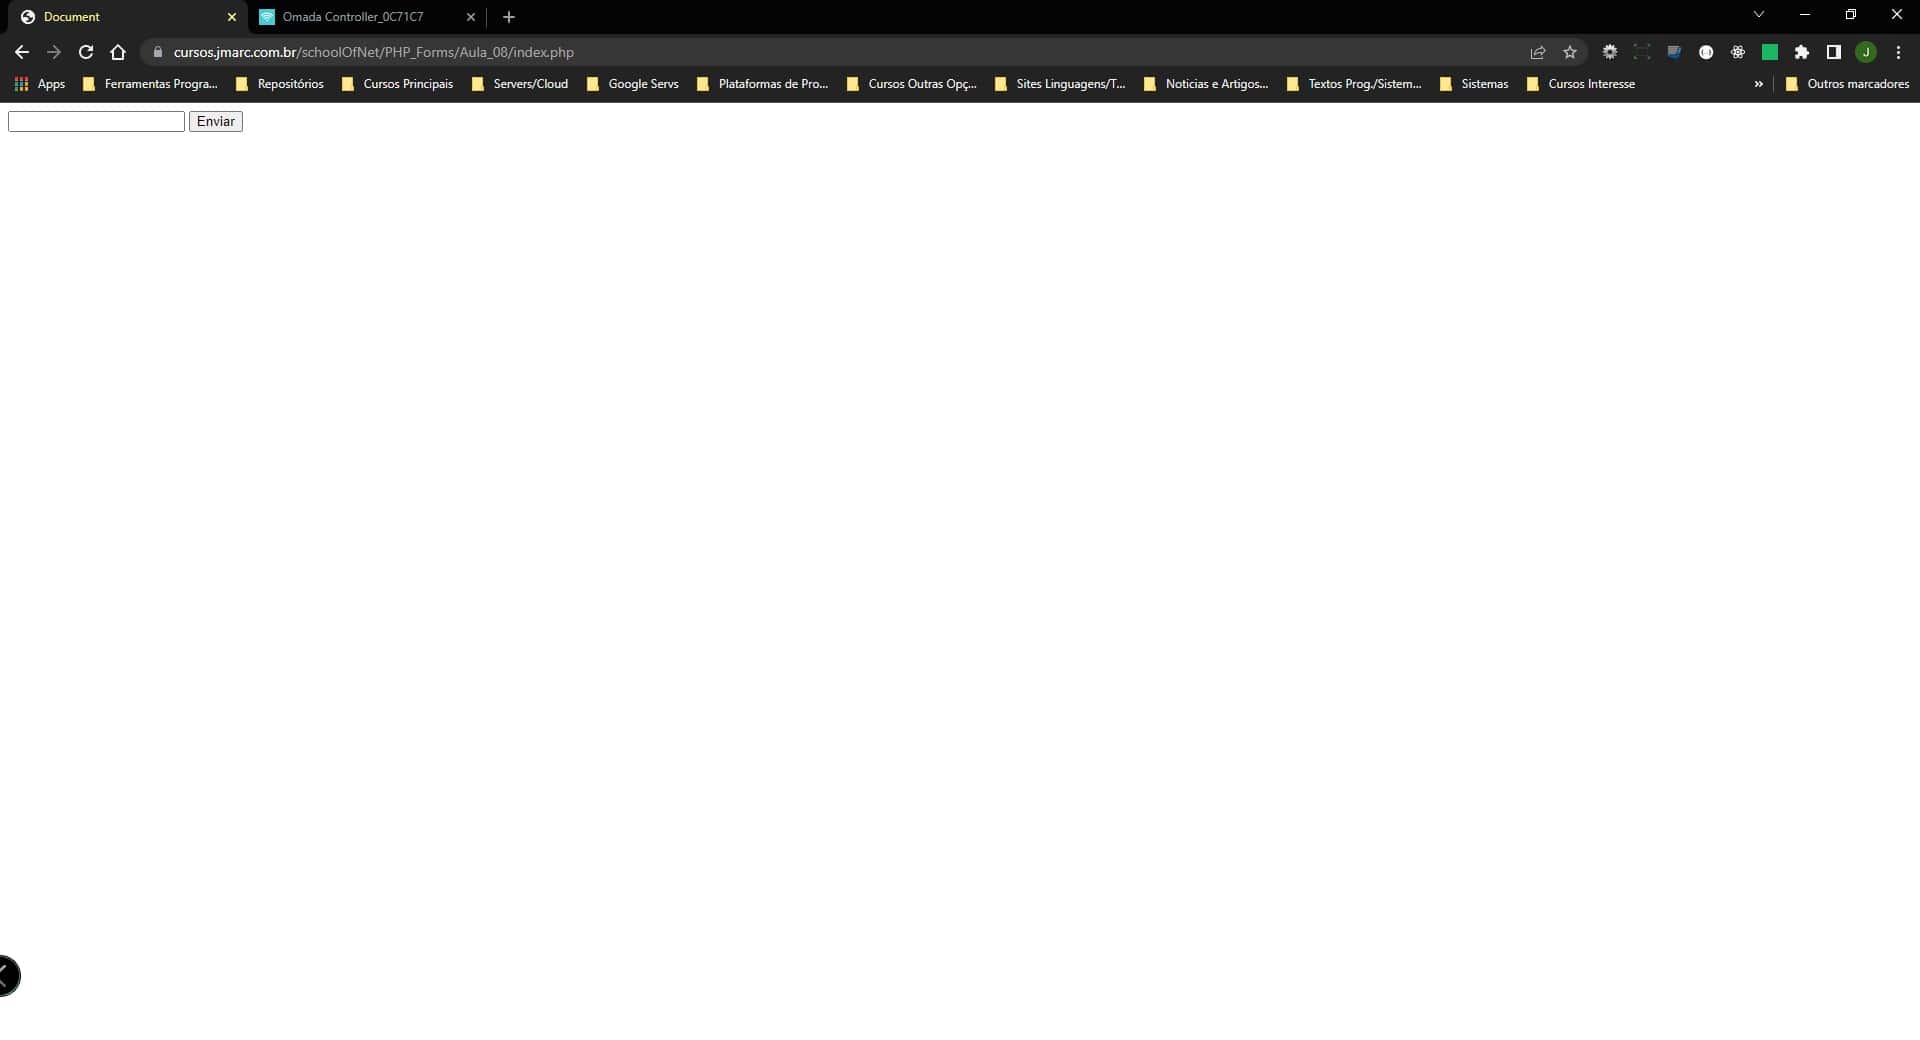 Document
Omada Controller_0C71C7
cursos.jmarc.com.br/schoolOfNet/PHP_Forms/Aula_08/index.php
J
Apps Ferramentas Progra... Repositórios Cursos Principais Servers/Cloud Google Servs Plataformas de Pro... Cursos Outras Opç... Sites Linguagens/T... Noticias e Artigos... Textos Prog./Sistem... Sistemas Cursos Interesse » Outros marcadores
Enviar